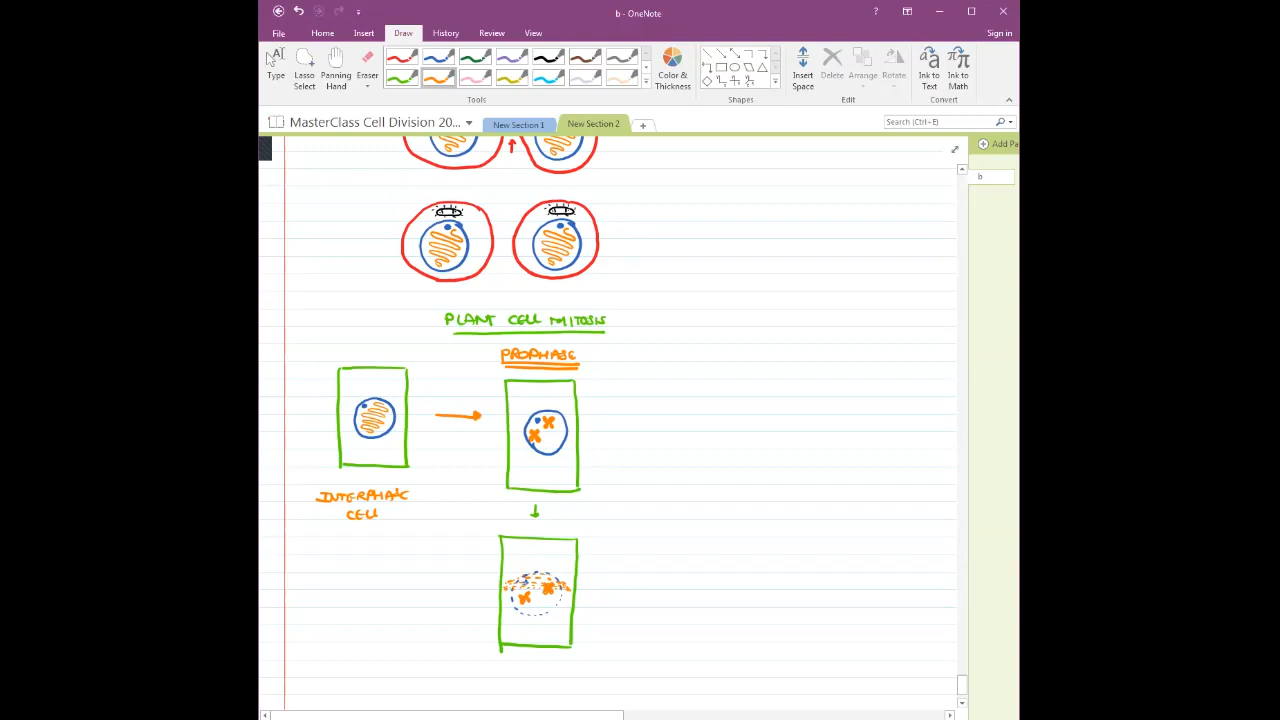 b - OneNote
? Sign in
File Home Insert Draw History Review View
Type
Lasso Select
Panning Hand
Eraser
Color & Thickness
Insert Space
Delete
Arrange
Rotate
Ink to Text
Ink to Math
Tools
Shapes
Edit
Convert
MasterClass Cell Division 20...
New Section 1
New Section 2
Search (Ctrl+E)
Add Pa
b
PLANT CELL MITOSIS
PROPHASE
INTERPHASE
CELL